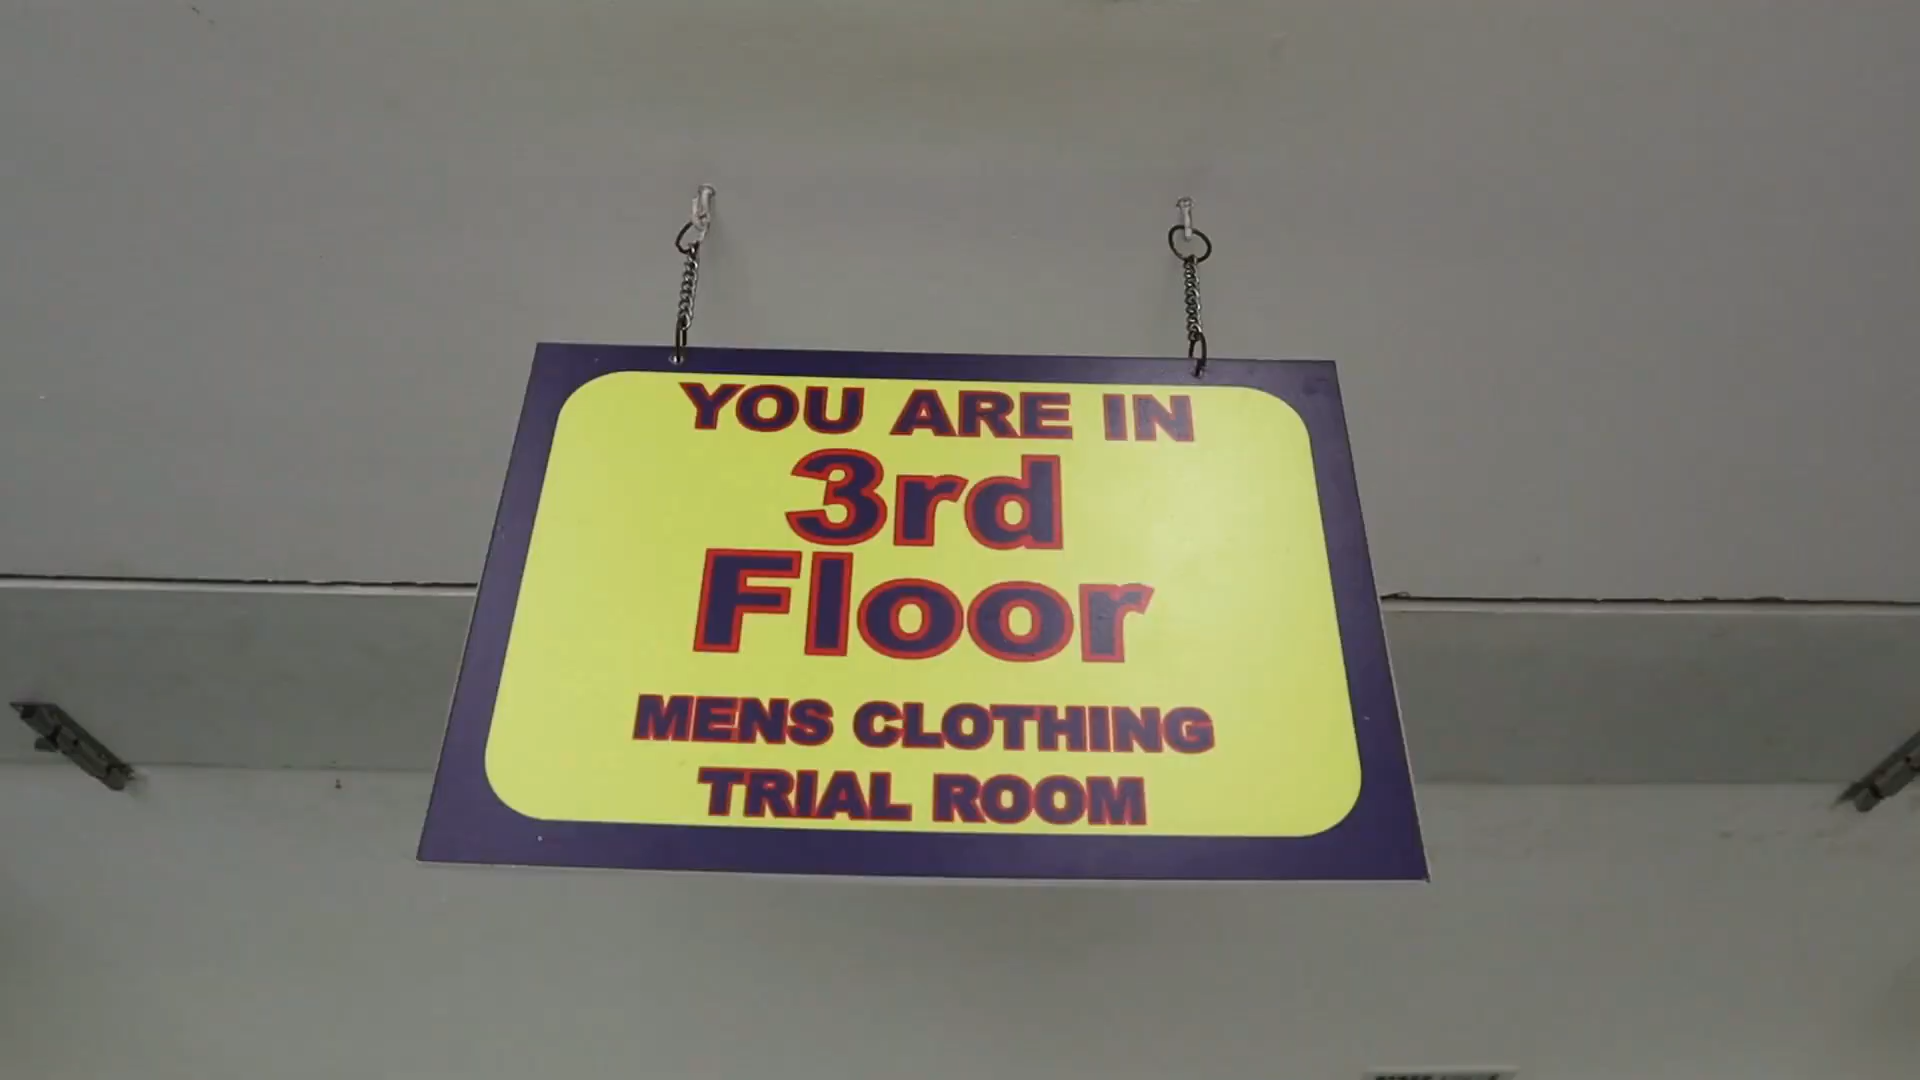 YOU ARE IN
3rd
Floor
MENS CLOTHING
TRIAL ROOM